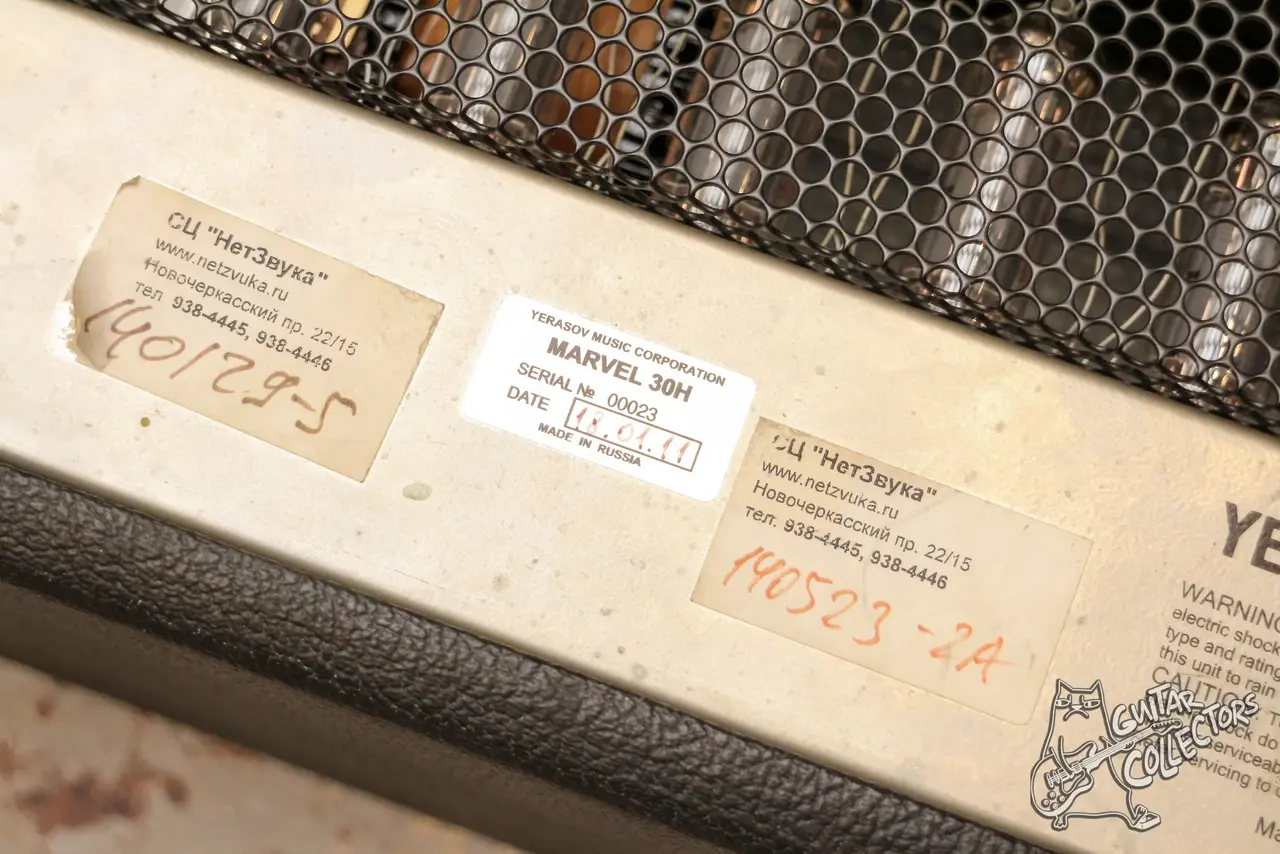 СЦ "НетЗвука"
www.netzvuka.ru
Новочеркасский пр. 22/15
тел 938-4445, 938-4446
140129-5
YERASOV MUSIC CORPORATION
MARVEL 30H
SERIAL № 00023
DATE 18.01.11
MADE IN RUSSIA
СЦ "НетЗвука"
www.netzvuka.ru
Новочеркасский пр. 22/15
тел. 938-4445, 938-4446
140523-2A
YE
WARNING
electric shock
type and rating
this unit to rain
CAUTIO
GUITAR
COLLECTORS